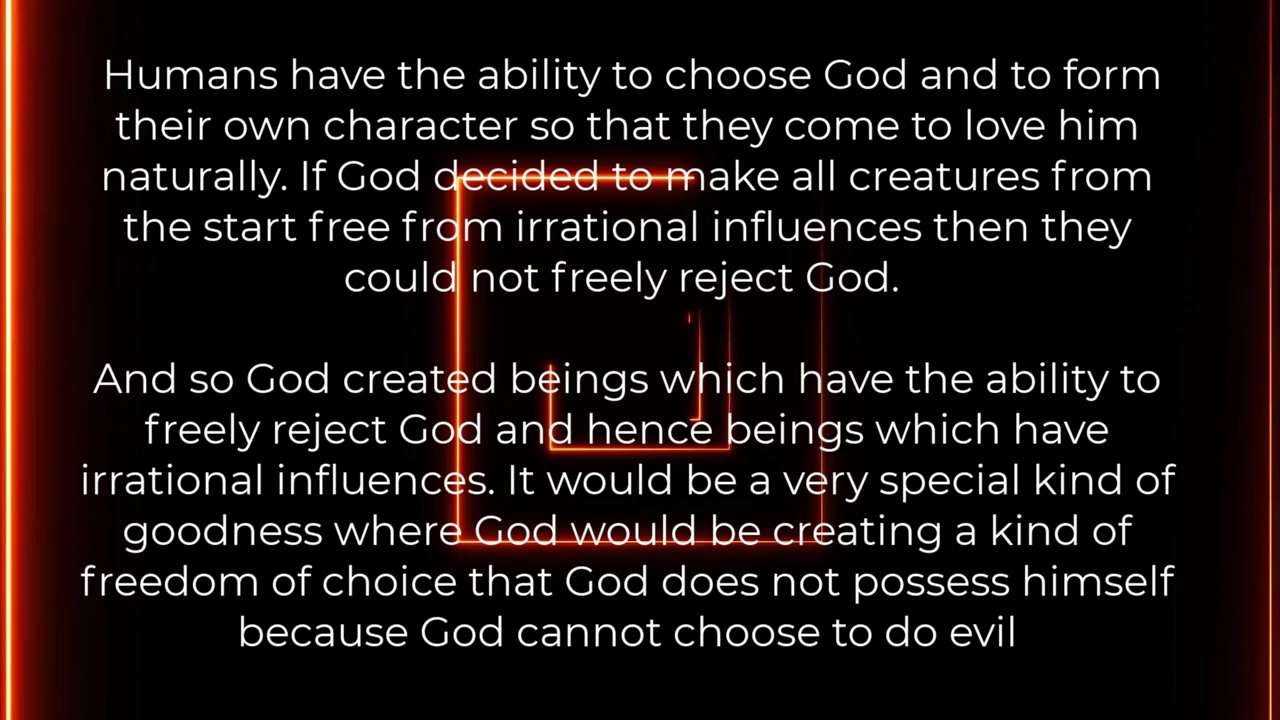 Humans have the ability to choose God and to form
their own character so that they come to love him
naturally. If God decided to make all creatures from
the start free from irrational influences then they
could not freely reject God.
And so God created beings which have the ability to
freely reject God and hence beings which have
irrational influences. It would be a very special kind of
goodness where God would be creating a kind of
freedom of choice that God does not possess himself
because God cannot choose to do evil